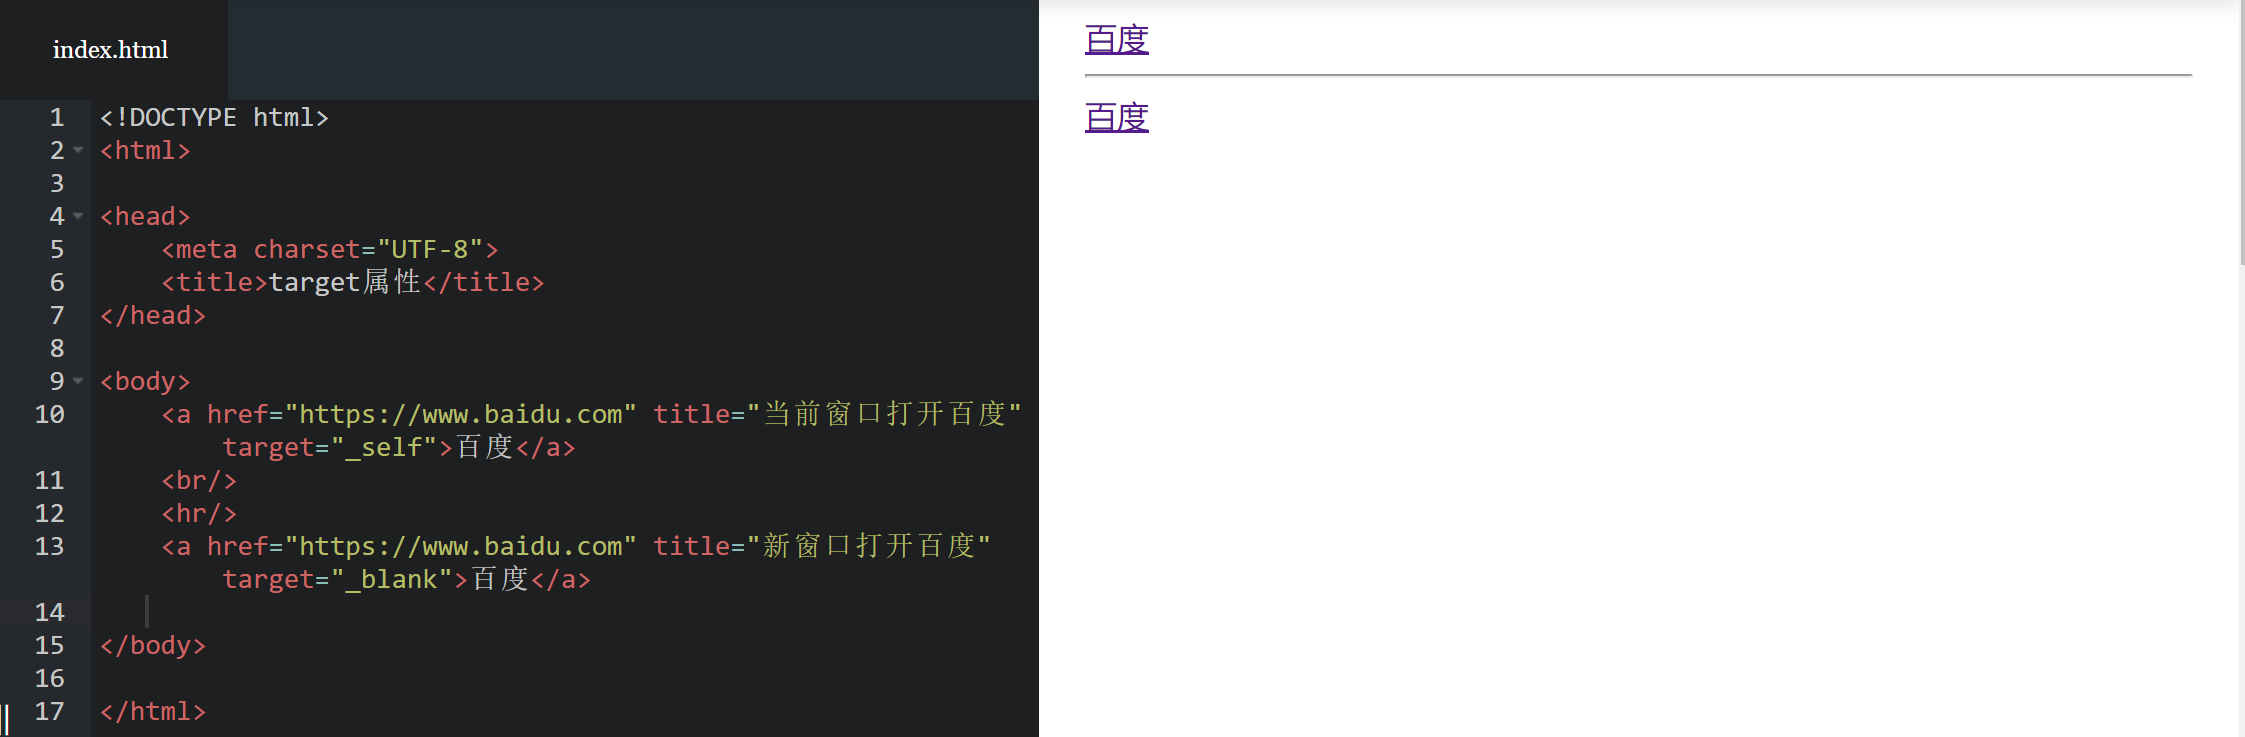 index.html
1 <!DOCTYPE html>
2 <html>
3
4 <head>
5 <meta charset="UTF-8">
6 <title>target属性</title>
7 </head>
8
9 <body>
10 <a href="https://www.baidu.com" title="当前窗口打开百度"
target="_self">百度</a>
11 <br/>
12 <hr/>
13 <a href="https://www.baidu.com" title="新窗口打开百度"
target="_blank">百度</a>
14
15 </body>
16
17 </html>
百度
百度